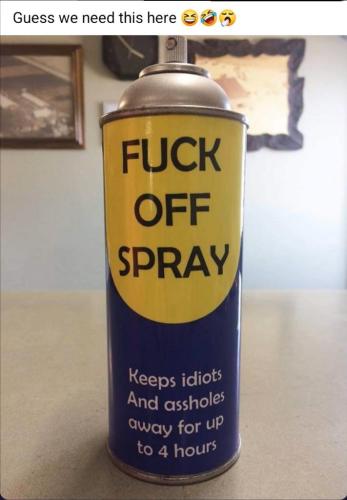 Guess we need this here 😆🤣😤
FUCK
OFF
SPRAY
Keeps idiots
And assholes
away for up
to 4 hours